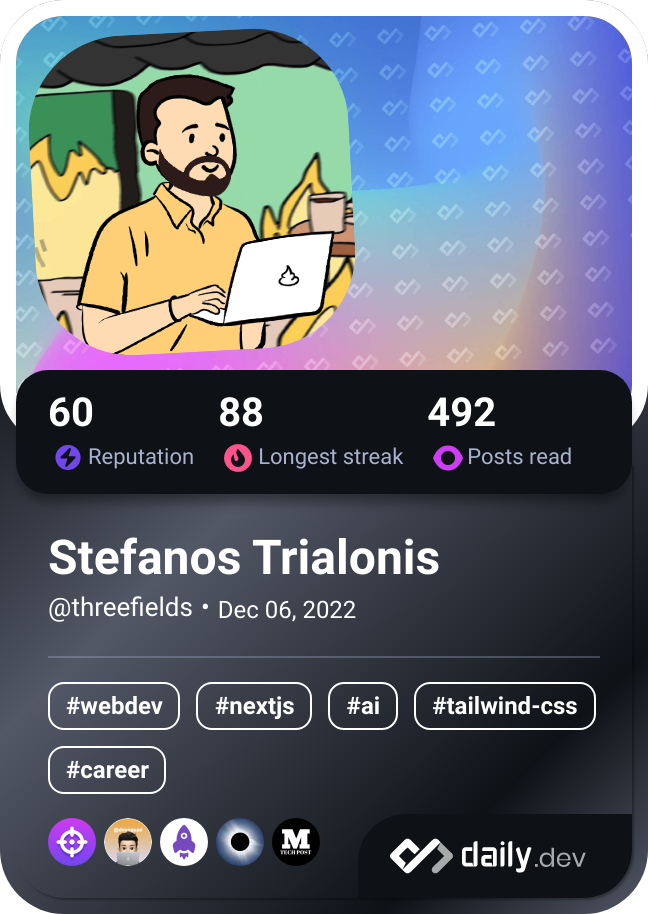 60 88 492
Reputation Longest streak Posts read
Stefanos Trialonis
@threefields • Dec 06, 2022
#webdev #nextjs #ai #tailwind-css
#career
M
TECH POST
daily.dev